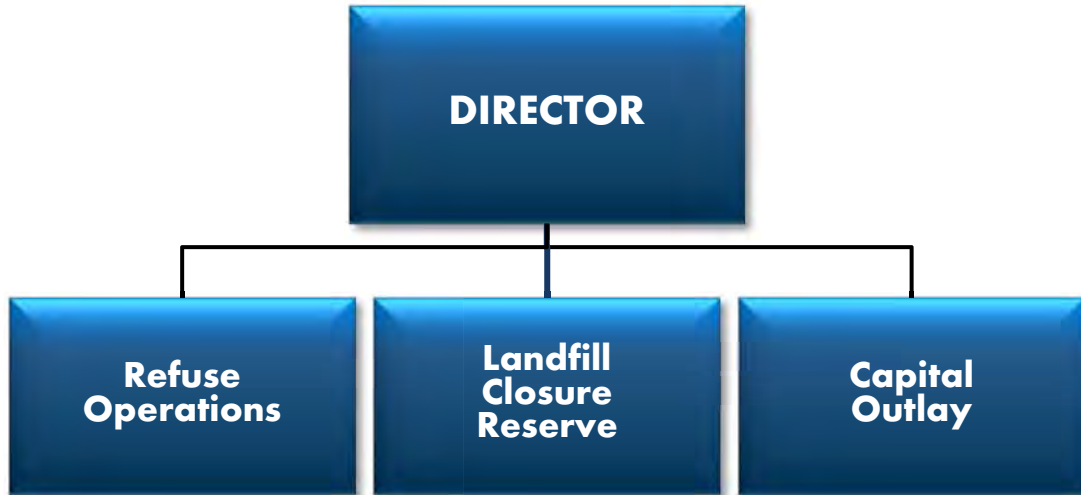 DIRECTOR
Refuse
Operations
Landfill
Closure
Reserve
Capital
Outlay